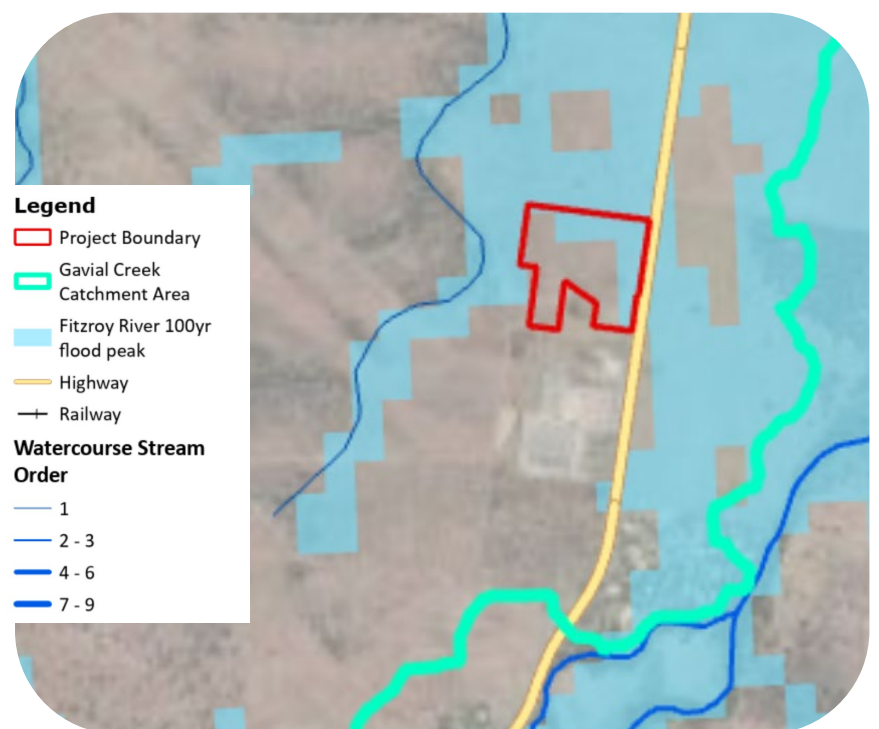 Legend
Project Boundary
Gavial Creek
Catchment Area
Fitzroy River 100yr
flood peak
Highway
Railway
Watercourse Stream
Order
1
2 - 3
4 - 6
7 - 9